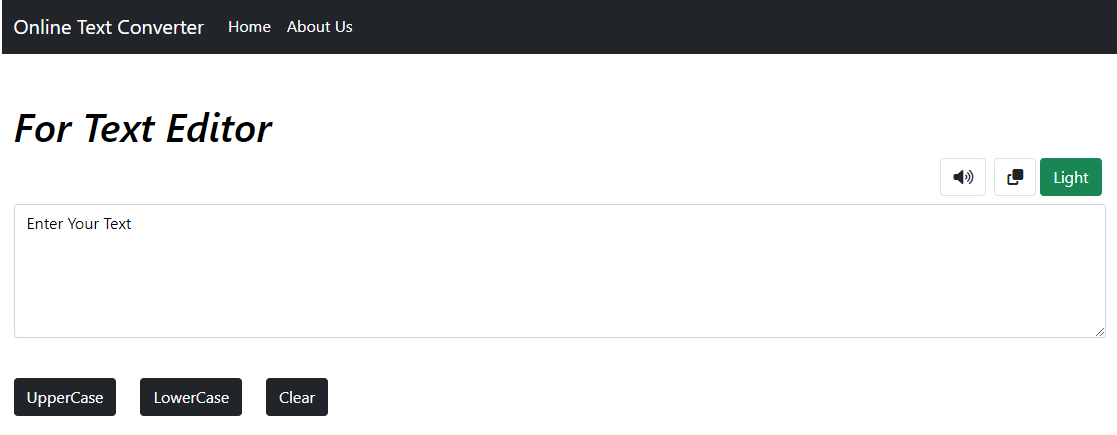 Online Text Converter Home About Us
For Text Editor
Light
Enter Your Text
UpperCase LowerCase Clear